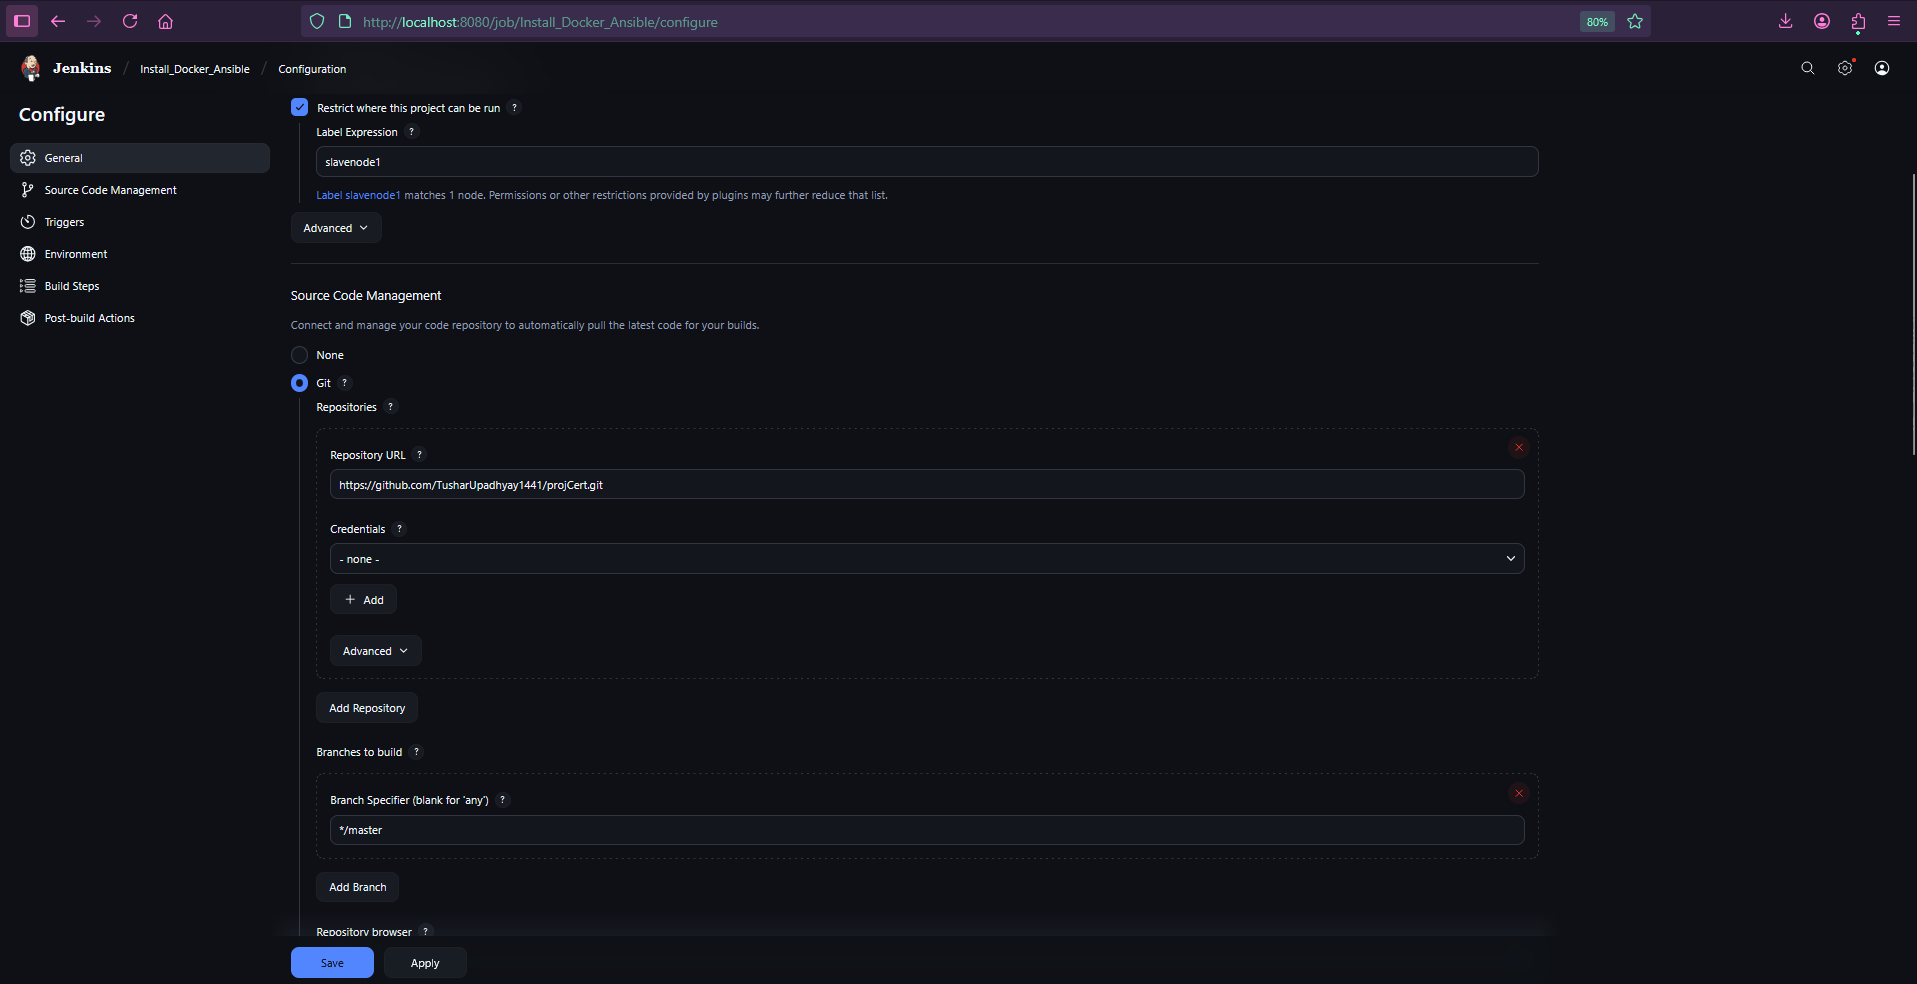 http://localhost:8080/job/Install_Docker_Ansible/configure
80%
Jenkins / Install_Docker_Ansible / Configuration
Configure
General
Source Code Management
Triggers
Environment
Build Steps
Post-build Actions
Restrict where this project can be run ?
Label Expression ?
slavenode1
Label slavenode1 matches 1 node. Permissions or other restrictions provided by plugins may further reduce that list.
Advanced
Source Code Management
Connect and manage your code repository to automatically pull the latest code for your builds.
None
Git ?
Repositories ?
Repository URL ?
https://github.com/TusharUpadhyay1441/projCert.git
Credentials ?
- none -
+ Add
Advanced
Add Repository
Branches to build ?
Branch Specifier (blank for 'any') ?
*/master
Add Branch
Repository browser ?
Save
Apply